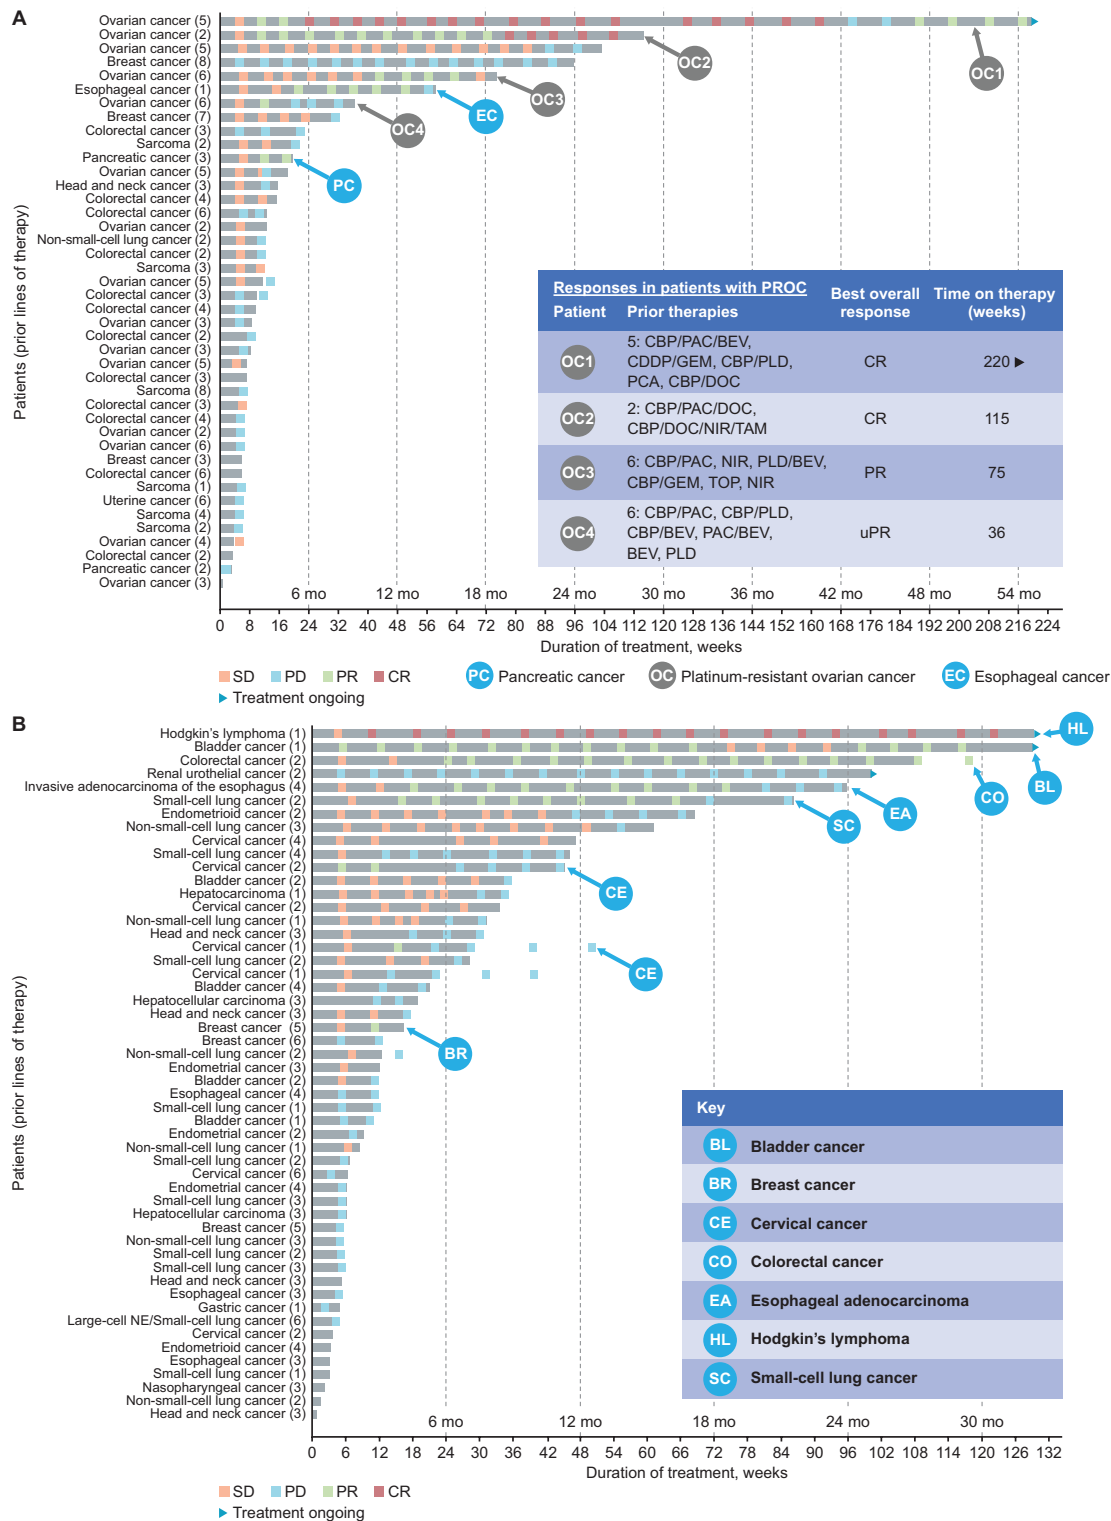 A
Patients (prior lines of therapy)
Ovarian cancer (5)
Ovarian cancer (2)
Ovarian cancer (5)
Breast cancer (8)
Ovarian cancer (6)
Esophageal cancer (1)
Ovarian cancer (6)
Breast cancer (7)
Colorectal cancer (3)
Sarcoma (2)
Pancreatic cancer (3)
Ovarian cancer (5)
Head and neck cancer (3)
Colorectal cancer (4)
Colorectal cancer (6)
Ovarian cancer (2)
Non-small-cell lung cancer (2)
Colorectal cancer (2)
Sarcoma (3)
Ovarian cancer (5)
Colorectal cancer (3)
Colorectal cancer (4)
Ovarian cancer (3)
Colorectal cancer (2)
Ovarian cancer (3)
Ovarian cancer (5)
Colorectal cancer (3)
Sarcoma (8)
Colorectal cancer (3)
Colorectal cancer (4)
Ovarian cancer (2)
Ovarian cancer (6)
Breast cancer (3)
Colorectal cancer (6)
Sarcoma (1)
Uterine cancer (6)
Sarcoma (4)
Sarcoma (2)
Ovarian cancer (4)
Colorectal cancer (2)
Pancreatic cancer (2)
Ovarian cancer (3)
OC1
OC2
OC3
EC
OC4
PC
Responses in patients with PROC
Patient Prior therapies Best overall response Time on therapy (weeks)
OC1 5: CBP/PAC/BEV, CDDP/GEM, CBP/PLD, PCA, CBP/DOC CR 220 ►
OC2 2: CBP/PAC/DOC, CBP/DOC/NIR/TAM CR 115
OC3 6: CBP/PAC, NIR, PLD/BEV, CBP/GEM, TOP, NIR PR 75
OC4 6: CBP/PAC, CBP/PLD, CBP/BEV, PAC/BEV, BEV, PLD uPR 36
6 mo 12 mo 18 mo 24 mo 30 mo 36 mo 42 mo 48 mo 54 mo
0 8 16 24 32 40 48 56 64 72 80 88 96 104 112 120 128 136 144 152 160 168 176 184 192 200 208 216 224
Duration of treatment, weeks
SD PD PR CR
Treatment ongoing
PC Pancreatic cancer OC Platinum-resistant ovarian cancer EC Esophageal cancer
B
Patients (prior lines of therapy)
Hodgkin's lymphoma (1)
Bladder cancer (1)
Colorectal cancer (2)
Renal urothelial cancer (2)
Invasive adenocarcinoma of the esophagus (4)
Small-cell lung cancer (2)
Endometrioid cancer (2)
Non-small-cell lung cancer (3)
Cervical cancer (4)
Small-cell lung cancer (4)
Cervical cancer (2)
Bladder cancer (2)
Hepatocarcinoma (1)
Cervical cancer (2)
Non-small-cell lung cancer (1)
Head and neck cancer (3)
Cervical cancer (1)
Small-cell lung cancer (2)
Cervical cancer (1)
Bladder cancer (4)
Hepatocellular carcinoma (3)
Head and neck cancer (3)
Breast cancer (5)
Breast cancer (6)
Non-small-cell lung cancer (2)
Endometrial cancer (3)
Bladder cancer (2)
Esophageal cancer (4)
Small-cell lung cancer (1)
Bladder cancer (1)
Endometrial cancer (2)
Non-small-cell lung cancer (1)
Small-cell lung cancer (2)
Cervical cancer (6)
Endometrial cancer (4)
Small-cell lung cancer (3)
Hepatocellular carcinoma (3)
Breast cancer (5)
Non-small-cell lung cancer (3)
Small-cell lung cancer (2)
Small-cell lung cancer (3)
Head and neck cancer (3)
Esophageal cancer (3)
Gastric cancer (1)
Large-cell NE/Small-cell lung cancer (6)
Cervical cancer (2)
Endometrioid cancer (4)
Esophageal cancer (3)
Small-cell lung cancer (1)
Nasopharyngeal cancer (3)
Non-small-cell lung cancer (2)
Head and neck cancer (3)
HL
BL
CO
EA
SC
CE
CE
BR
Key
BL Bladder cancer
BR Breast cancer
CE Cervical cancer
CO Colorectal cancer
EA Esophageal adenocarcinoma
HL Hodgkin's lymphoma
SC Small-cell lung cancer
6 mo 12 mo 18 mo 24 mo 30 mo
0 6 12 18 24 30 36 42 48 54 60 66 72 78 84 90 96 102 108 114 120 126 132
Duration of treatment, weeks
SD PD PR CR
Treatment ongoing